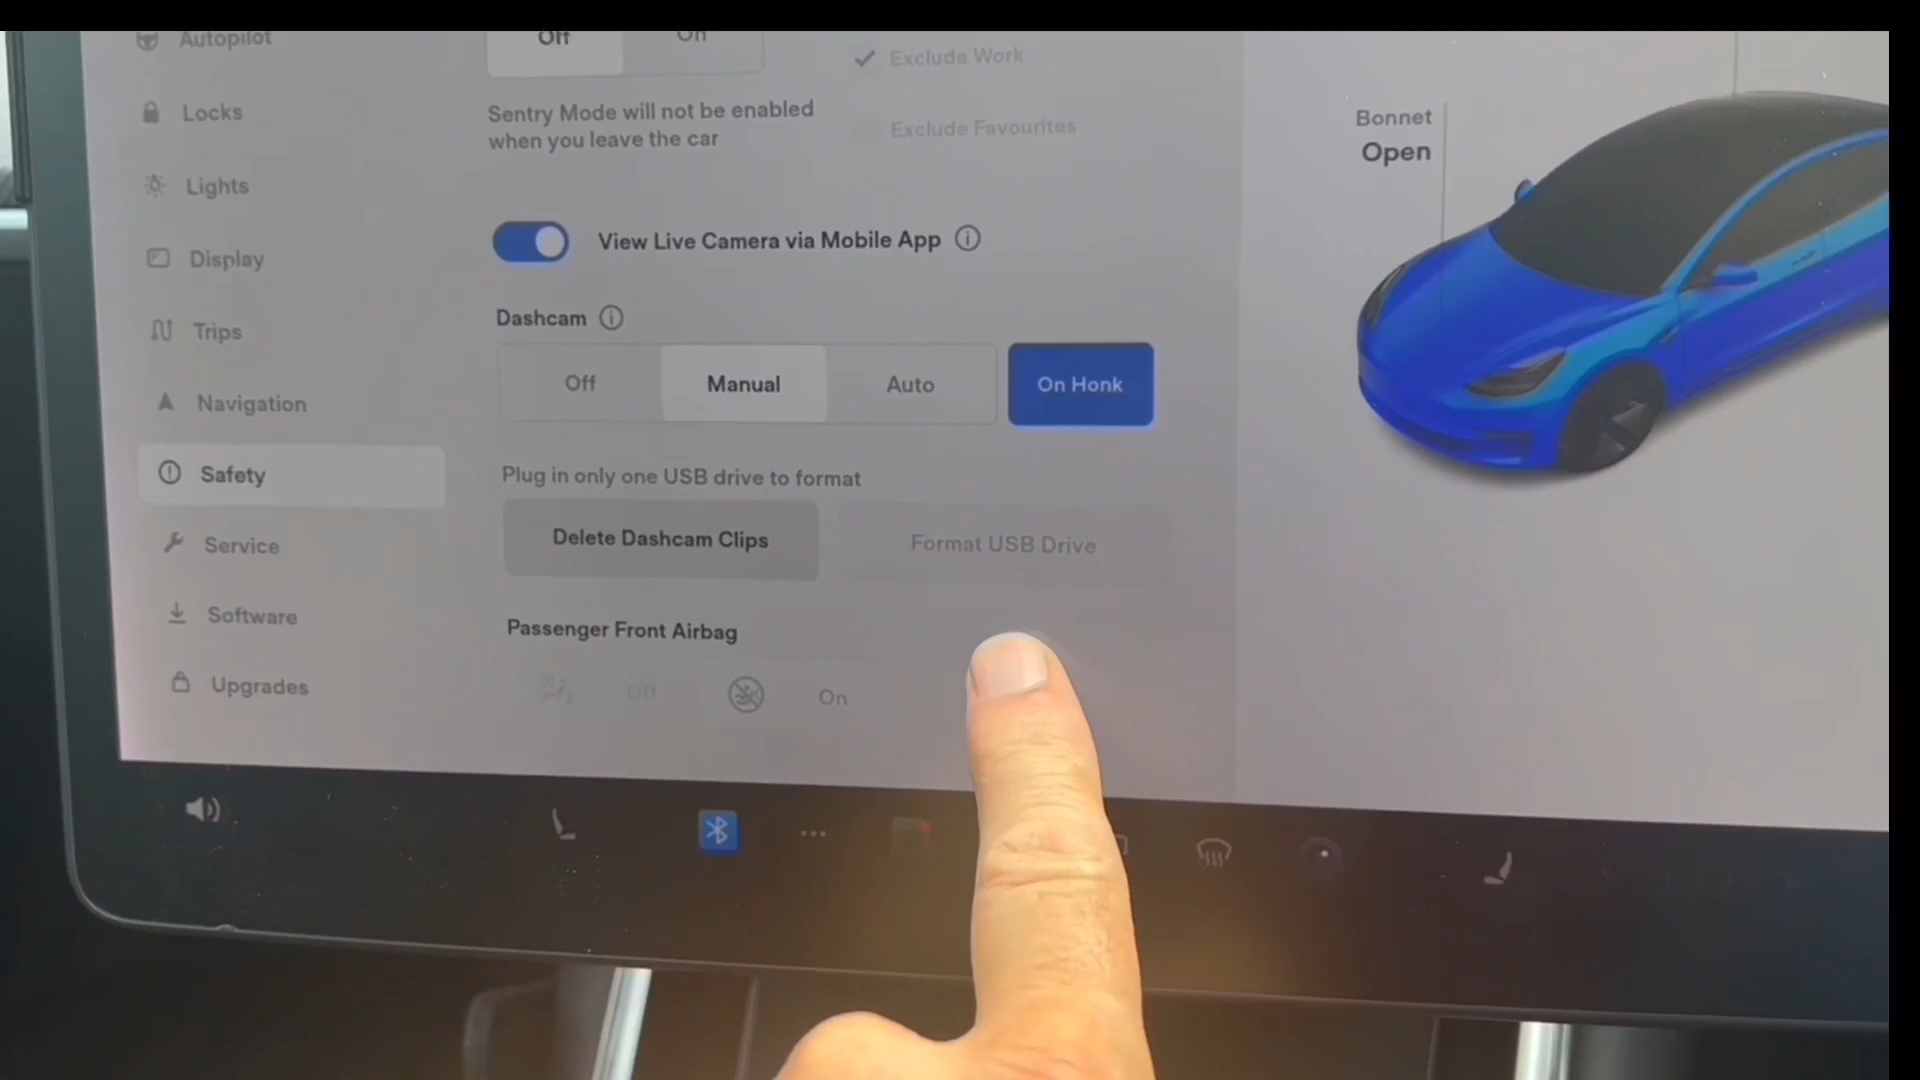 Autopilot
Off
On
Exclude Work
Locks
Sentry Mode will not be enabled
when you leave the car
Exclude Favourites
Bonnet
Open
Lights
View Live Camera via Mobile App
Display
Dashcam
Trips
Off
Manual
Auto
On Honk
Navigation
Safety
Plug in only one USB drive to format
Delete Dashcam Clips
Format USB Drive
Service
Software
Passenger Front Airbag
Upgrades
Off
On